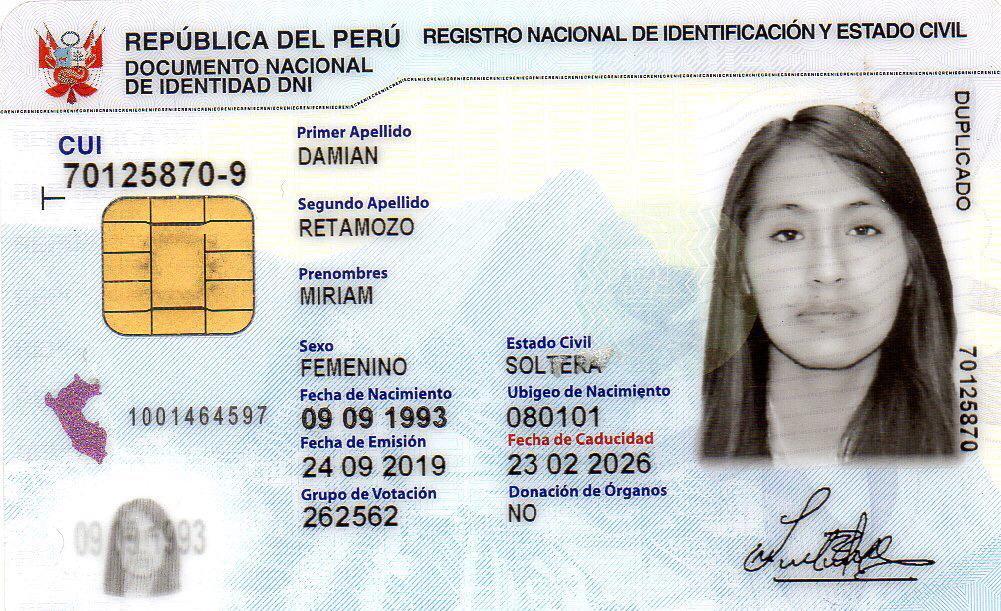 REPÚBLICA DEL PERÚ
REGISTRO NACIONAL DE IDENTIFICACIÓN Y ESTADO CIVIL
DOCUMENTO NACIONAL
DE IDENTIDAD DNI
CUI
70125870-9
Primer Apellido
DAMIAN
Segundo Apellido
RETAMOZO
Prenombres
MIRIAM
Sexo
FEMENINO
Estado Civil
SOLTERA
Fecha de Nacimiento
09 09 1993
Ubigeo de Nacimiento
080101
Fecha de Emisión
24 09 2019
Fecha de Caducidad
23 02 2026
Grupo de Votación
262562
Donación de Órganos
NO
1001464597
DUPLICADO
70125870